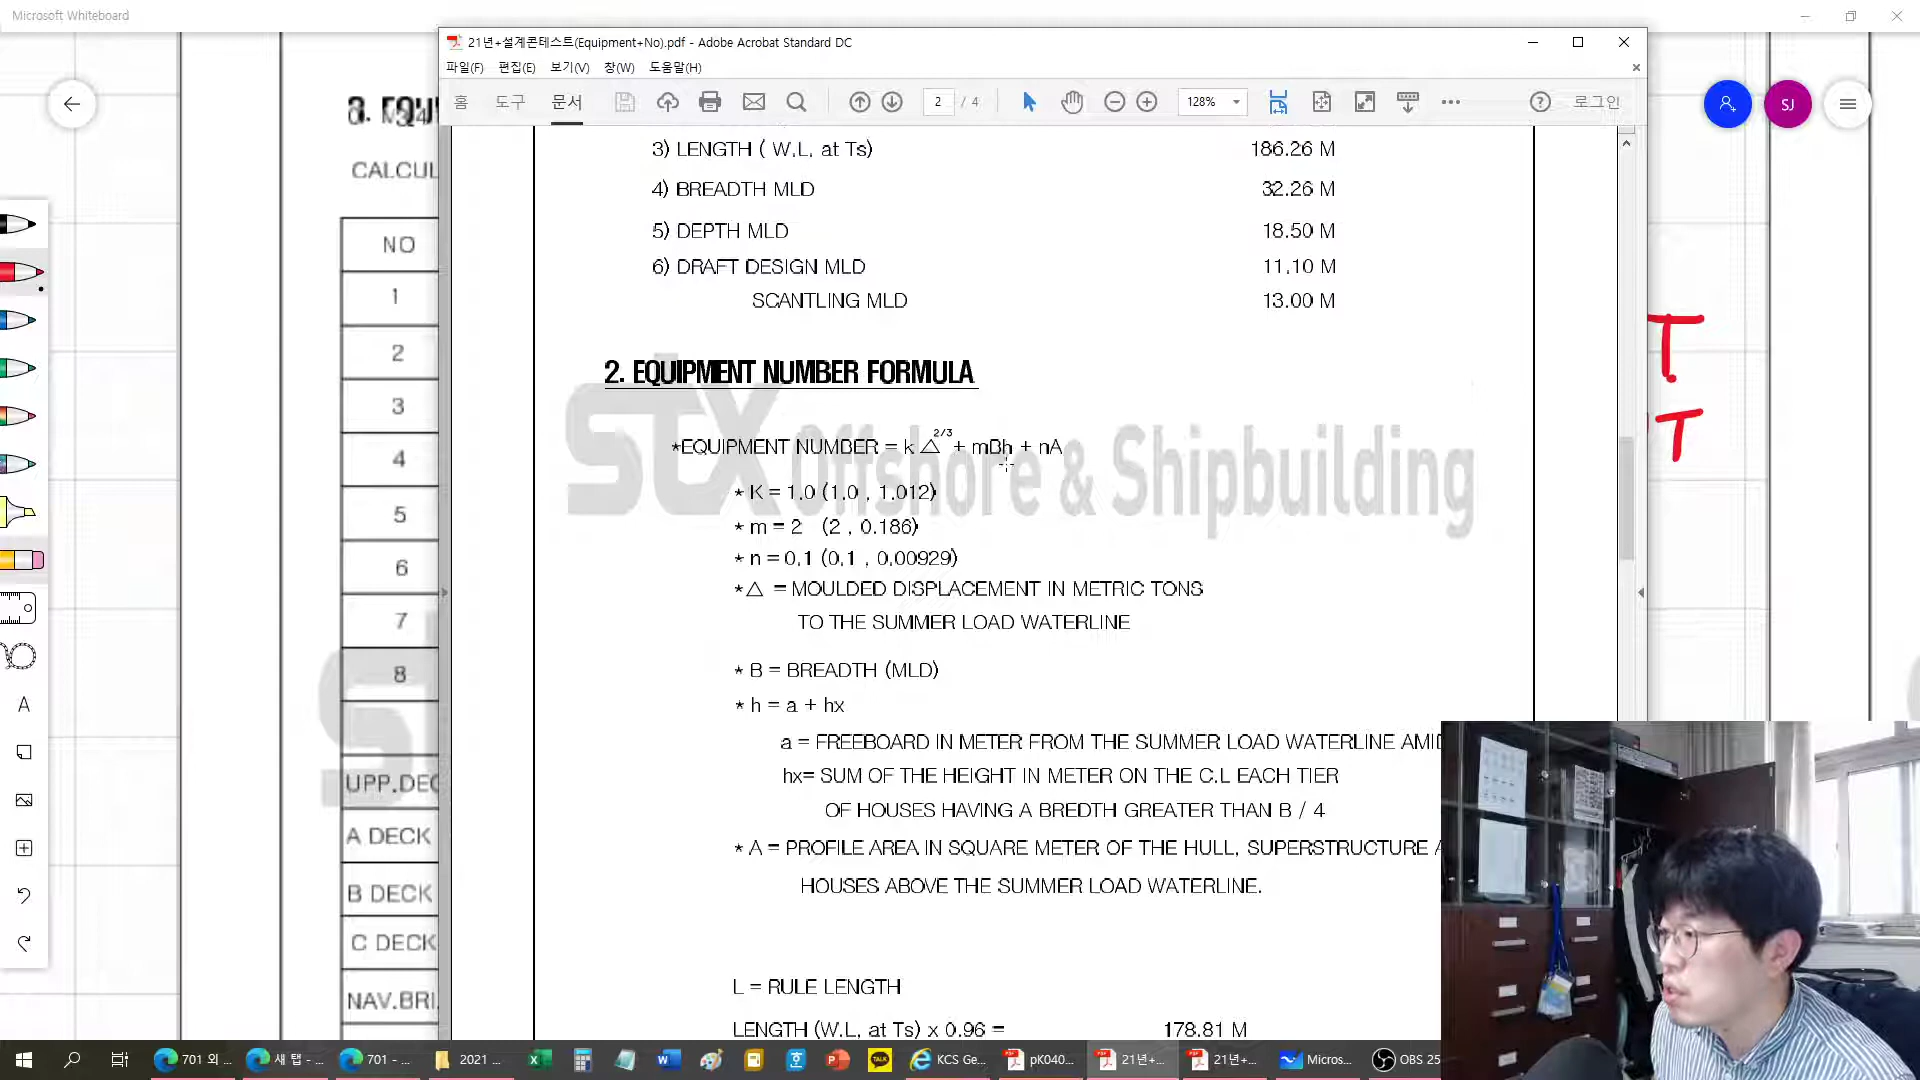 Microsoft Whiteboard
21년+설계콘테스트(Equipment+No).pdf - Adobe Acrobat Standard DC
파일(F) 편집(E) 보기(V) 창(W) 도움말(H)
홈 도구 문서 2 / 4 128% 로그인
SJ
3. EQU
CALCUL
NO
1
2
3
4
5
6
7
8
UPP.DEC
A DECK
B DECK
C DECK
NAV.BRI.
3) LENGTH ( W.L, at Ts) 186.26 M
4) BREADTH MLD 32.26 M
5) DEPTH MLD 18.50 M
6) DRAFT DESIGN MLD 11.10 M
SCANTLING MLD 13.00 M
2. EQUIPMENT NUMBER FORMULA
STX Offshore & Shipbuilding
*EQUIPMENT NUMBER = k △2/3 + mBh + nA
* K = 1.0 (1.0 , 1.012)
* m = 2 (2 , 0.186)
* n = 0.1 (0.1 , 0.00929)
* △ = MOULDED DISPLACEMENT IN METRIC TONS
TO THE SUMMER LOAD WATERLINE
* B = BREADTH (MLD)
* h = a + hx
a = FREEBOARD IN METER FROM THE SUMMER LOAD WATERLINE AMID
hx= SUM OF THE HEIGHT IN METER ON THE C.L EACH TIER
OF HOUSES HAVING A BREDTH GREATER THAN B / 4
* A = PROFILE AREA IN SQUARE METER OF THE HULL, SUPERSTRUCTURE A
HOUSES ABOVE THE SUMMER LOAD WATERLINE.
L = RULE LENGTH
LENGTH (W.L, at Ts) x 0.96 = 178.81 M
T.
T
A
701 외 ... 새 탭 - ... 701 - ... 2021 ... KCS Ge... pK040... 21년+... 21년+... Micros... OBS 25